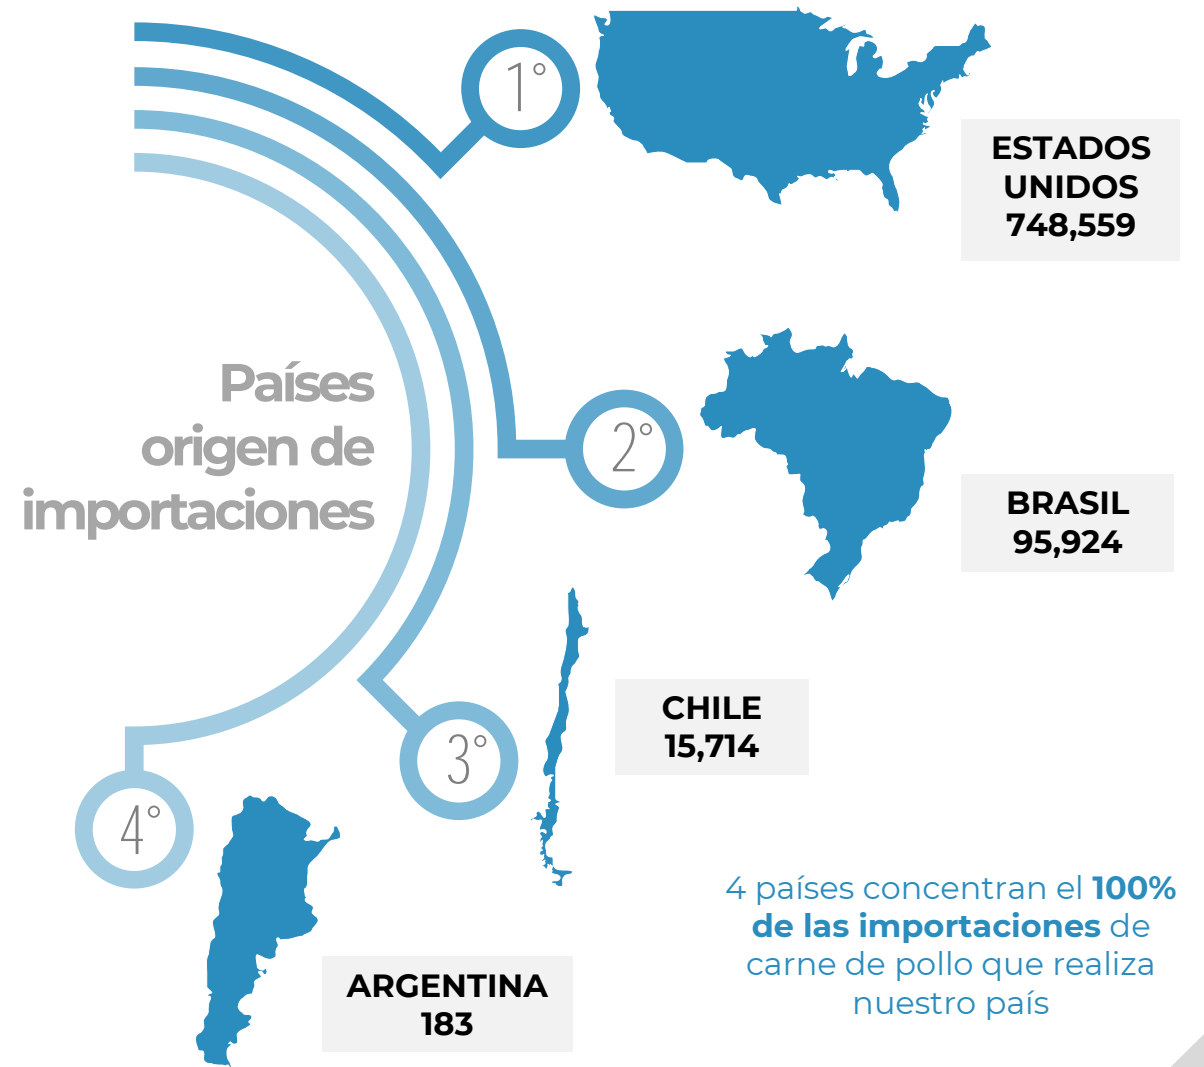 Países
origen de
importaciones
1°
ESTADOS
UNIDOS
748,559
2°
BRASIL
95,924
3°
CHILE
15,714
4°
ARGENTINA
183
4 países concentran el 100%
de las importaciones de
carne de pollo que realiza
nuestro país